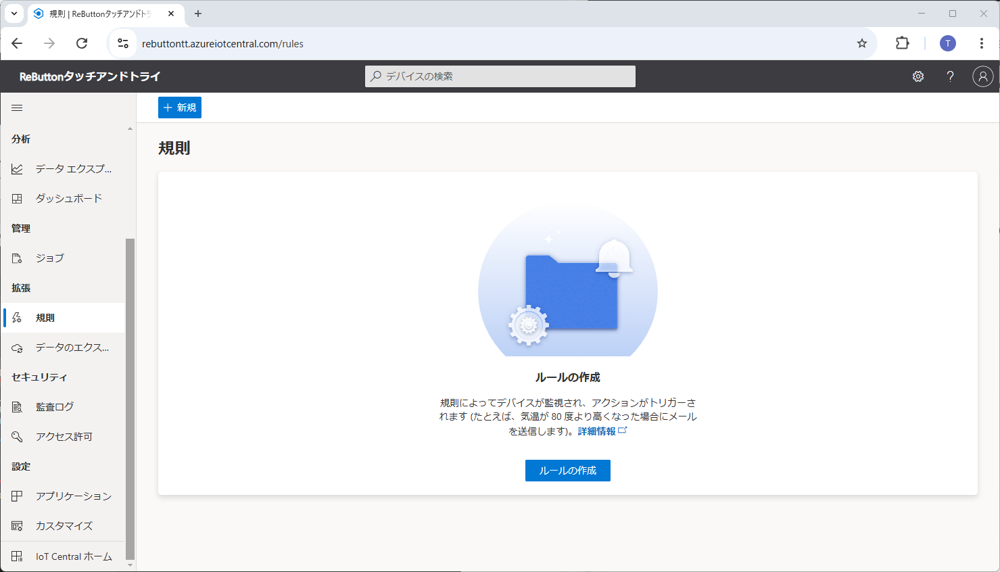 規則 | ReButtonタッチアンドトラ
rebuttontt.azureiotcentral.com/rules
T
ReButtonタッチアンドトライ
デバイスの検索
新規
分析
データ エクスプ...
ダッシュボード
管理
ジョブ
拡張
規則
データのエクス...
セキュリティ
監査ログ
アクセス許可
設定
アプリケーション
カスタマイズ
IoT Central ホーム
規則
ルールの作成
規則によってデバイスが監視され、アクションがトリガーさ
れます (たとえば、気温が 80 度より高くなった場合にメール
を送信します)。詳細情報
ルールの作成